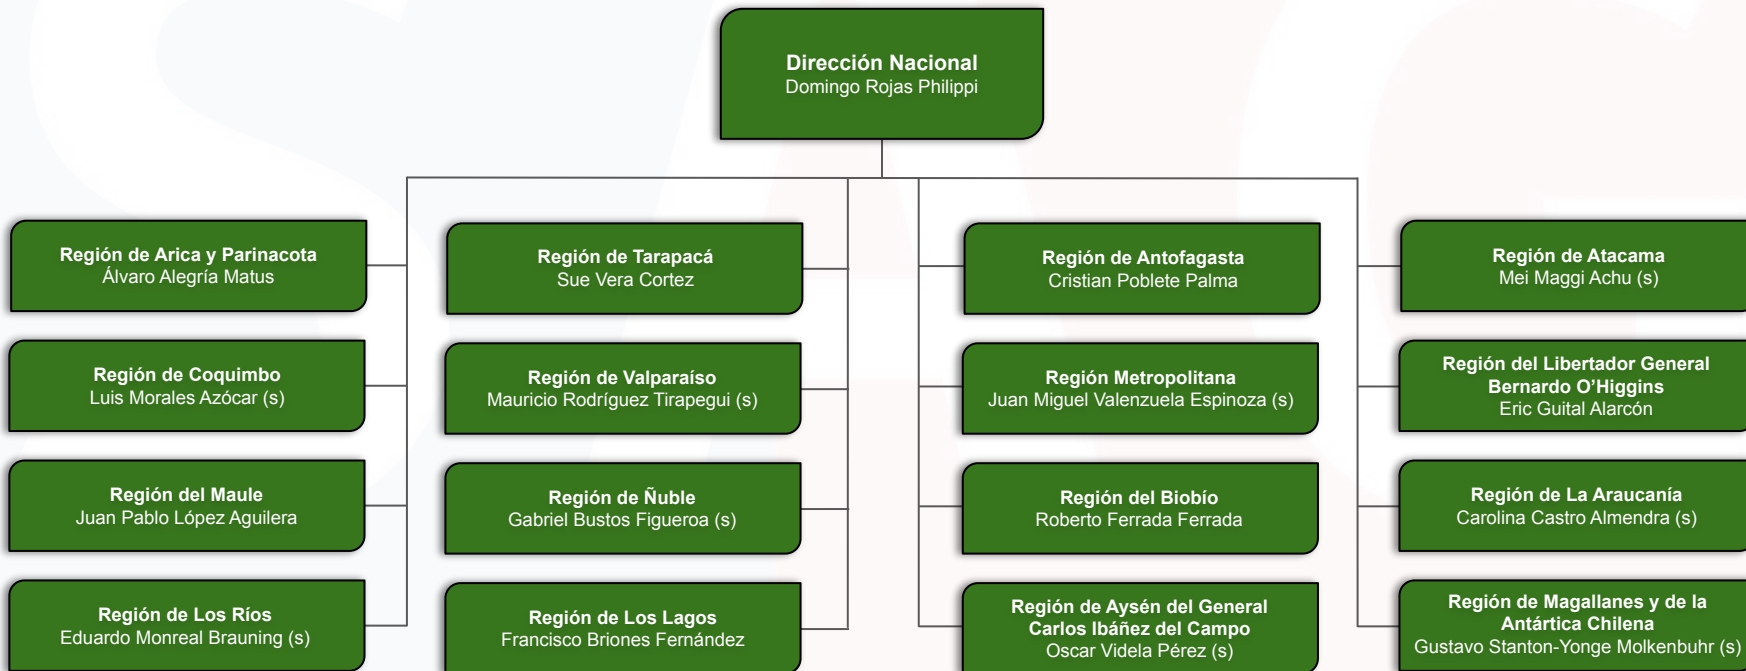 Dirección Nacional
Domingo Rojas Philippi
Región de Arica y Parinacota
Álvaro Alegría Matus
Región de Tarapacá
Sue Vera Cortez
Región de Antofagasta
Cristian Poblete Palma
Región de Atacama
Mei Maggi Achu (s)
Región de Coquimbo
Luis Morales Azócar (s)
Región de Valparaíso
Mauricio Rodríguez Tirapegui (s)
Región Metropolitana
Juan Miguel Valenzuela Espinoza (s)
Región del Libertador General
Bernardo O’Higgins
Eric Guital Alarcón
Región del Maule
Juan Pablo López Aguilera
Región de Ñuble
Gabriel Bustos Figueroa (s)
Región del Biobío
Roberto Ferrada Ferrada
Región de La Araucanía
Carolina Castro Almendra (s)
Región de Los Ríos
Eduardo Monreal Brauning (s)
Región de Los Lagos
Francisco Briones Fernández
Región de Aysén del General
Carlos Ibáñez del Campo
Oscar Videla Pérez (s)
Región de Magallanes y de la
Antártica Chilena
Gustavo Stanton-Yonge Molkenbuhr (s)